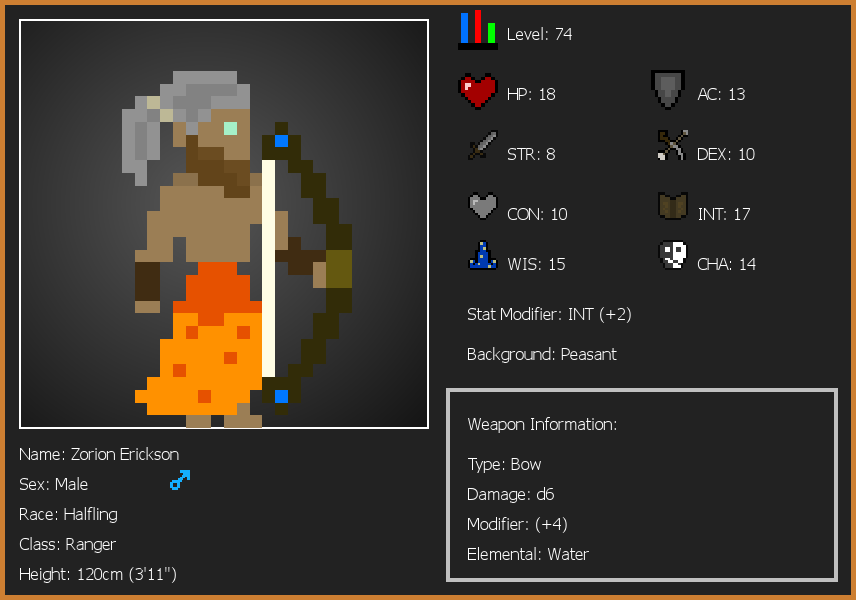 Level: 74
HP: 18
AC: 13
STR: 8
DEX: 10
CON: 10
INT: 17
WIS: 15
CHA: 14
Stat Modifier: INT (+2)
Background: Peasant
Weapon Information:
Type: Bow
Damage: d6
Modifier: (+4)
Elemental: Water
Name: Zorion Erickson
Sex: Male
Race: Halfling
Class: Ranger
Height: 120cm (3'11")